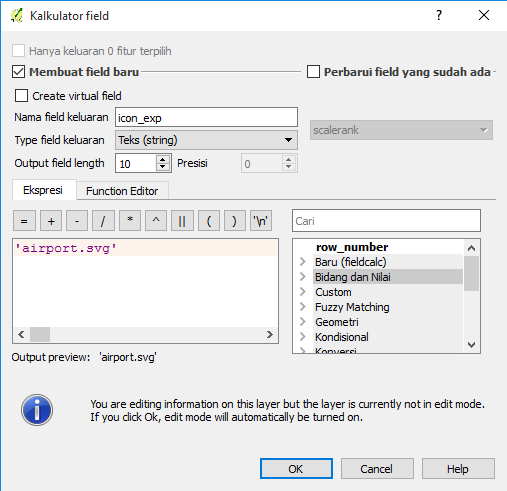 Kalkulator field
Hanya keluaran 0 fitur terpilih
Membuat field baru
Perbarui field yang sudah ada
Create virtual field
Nama field keluaran icon_exp
Type field keluaran Teks (string)
scalerank
Output field length 10 Presisi 0
Ekspresi Function Editor
= + - / * ^ || ( ) '\n' Cari
'airport.svg'
row_number
Baru (fieldcalc)
Bidang dan Nilai
Custom
Fuzzy Matching
Geometri
Kondisional
Konversi
Output preview: 'airport.svg'
You are editing information on this layer but the layer is currently not in edit mode.
If you click Ok, edit mode will automatically be turned on.
OK Cancel Help